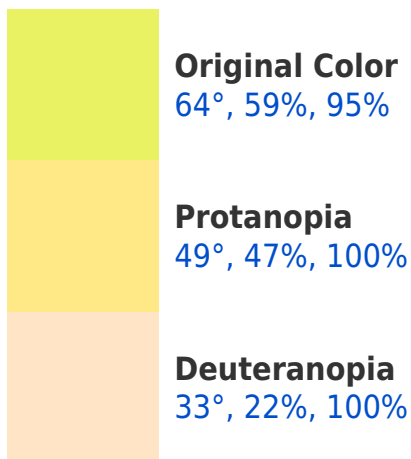 Original Color
64°, 59%, 95%
Protanopia
49°, 47%, 100%
Deuteranopia
33°, 22%, 100%